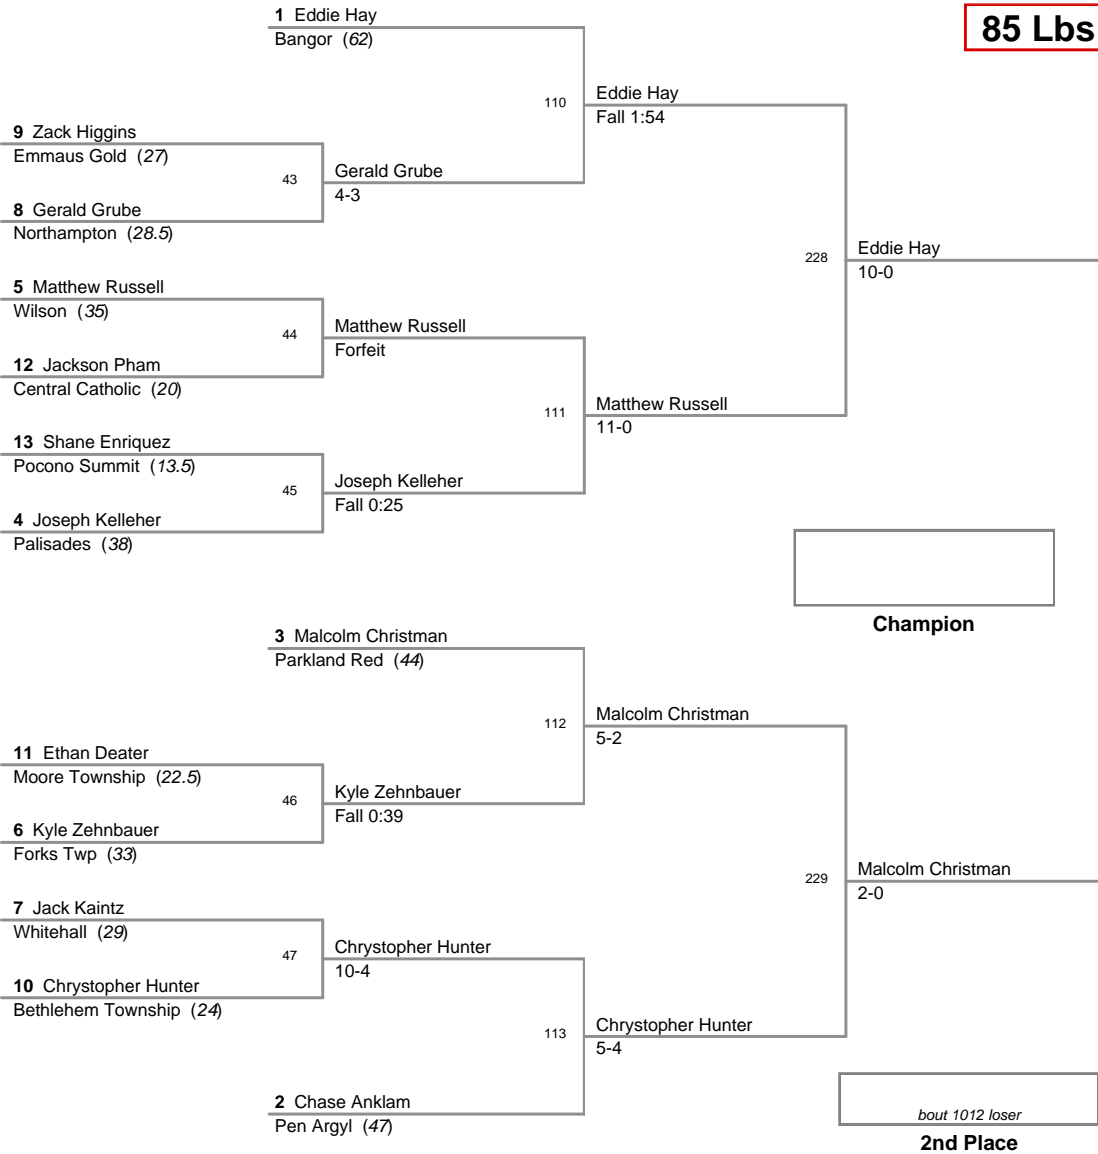 1 Eddie Hay
Bangor (62)
85 Lbs
110
Eddie Hay
Fall 1:54
9 Zack Higgins
Emmaus Gold (27)
43
Gerald Grube
4-3
8 Gerald Grube
Northampton (28.5)
228
Eddie Hay
10-0
5 Matthew Russell
Wilson (35)
44
Matthew Russell
Forfeit
12 Jackson Pham
Central Catholic (20)
111
Matthew Russell
11-0
13 Shane Enriquez
Pocono Summit (13.5)
45
Joseph Kelleher
Fall 0:25
4 Joseph Kelleher
Palisades (38)
Champion
3 Malcolm Christman
Parkland Red (44)
112
Malcolm Christman
5-2
11 Ethan Deater
Moore Township (22.5)
46
Kyle Zehnbauer
Fall 0:39
6 Kyle Zehnbauer
Forks Twp (33)
229
Malcolm Christman
2-0
7 Jack Kaintz
Whitehall (29)
47
Chrystopher Hunter
10-4
10 Chrystopher Hunter
Bethlehem Township (24)
113
Chrystopher Hunter
5-4
2 Chase Anklam
Pen Argyl (47)
bout 1012 loser
2nd Place